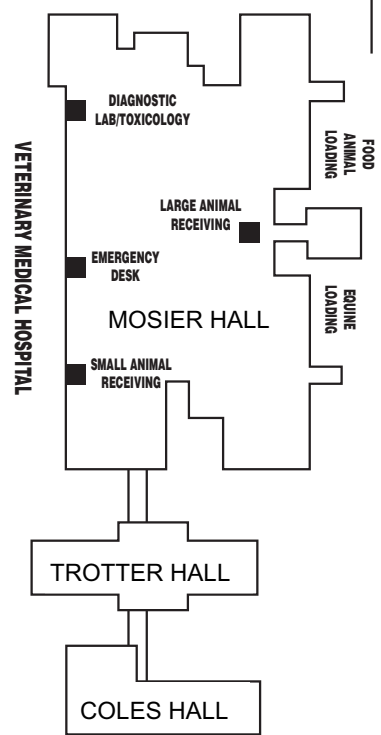 DIAGNOSTIC
LAB/TOXICOLOGY
FOOD
ANIMAL
LOADING
VETERINARY MEDICAL HOSPITAL
LARGE ANIMAL
RECEIVING
EMERGENCY
DESK
EQUINE
LOADING
MOSIER HALL
SMALL ANIMAL
RECEIVING
TROTTER HALL
COLES HALL